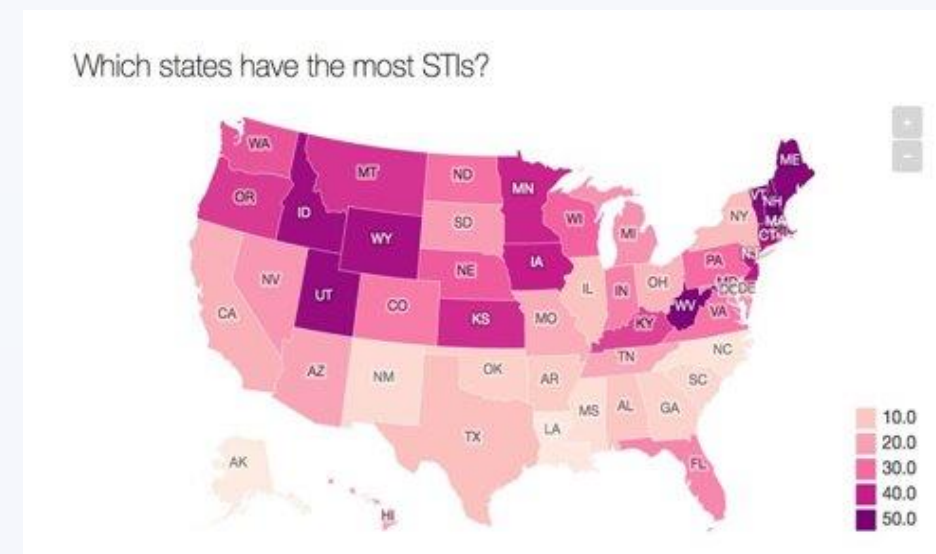 Which states have the most STIs?
+
−
WA
MT
ND
MN
ME
OR
ID
VT
NH
WY
SD
WI
MI
NY
MA
CT
NE
IA
PA
NV
UT
CO
IL
IN
OH
WV
DC
DE
CA
KS
MO
KY
VA
AZ
NM
OK
AR
TN
NC
SC
TX
LA
MS
AL
GA
AK
FL
HI
10.0
20.0
30.0
40.0
50.0